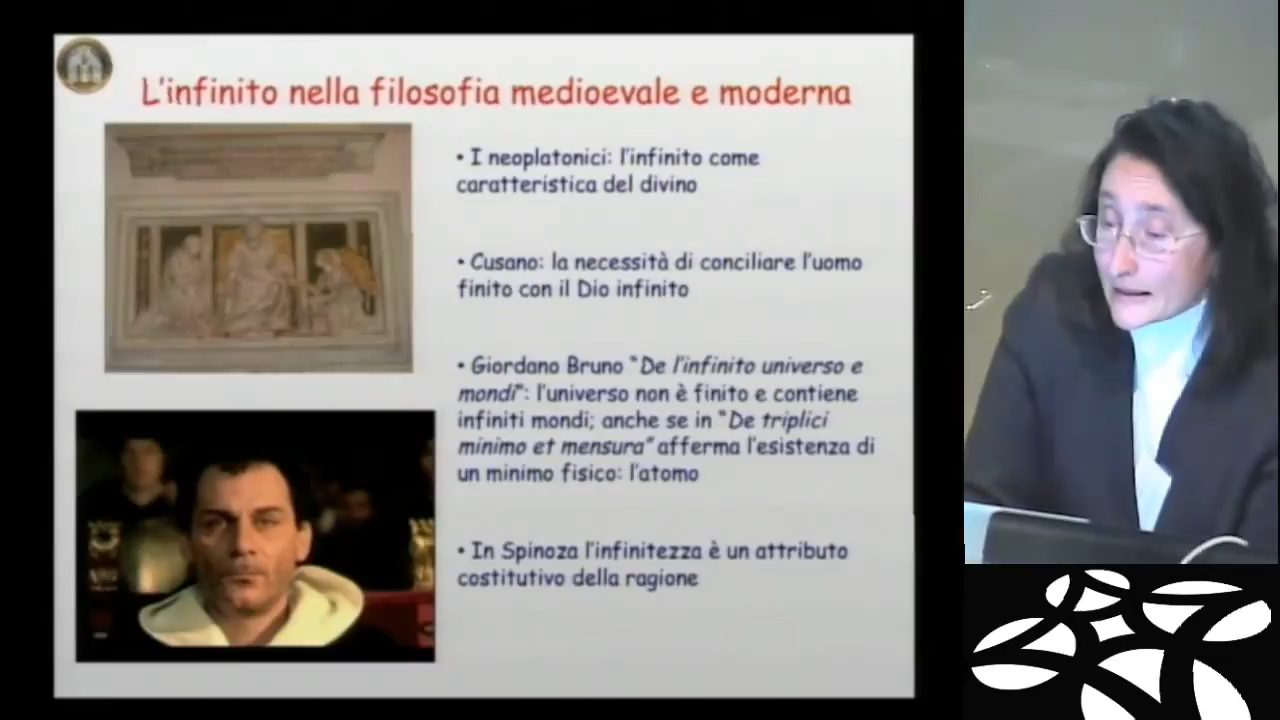 L'infinito nella filosofia medioevale e moderna
• I neoplatonici: l'infinito come
caratteristica del divino
• Cusano: la necessità di conciliare l'uomo
finito con il Dio infinito
• Giordano Bruno "De l'infinito universo e
mondi": l'universo non è finito e contiene
infiniti mondi; anche se in "De triplici
minimo et mensura" afferma l'esistenza di
un minimo fisico: l'atomo
• In Spinoza l'infinitezza è un attributo
costitutivo della ragione